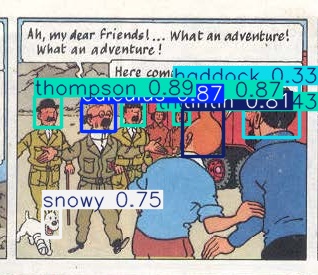 Ah, my dear friends!... What an adventure!
What an adventure!
Here com
haddock 0.33
thompson 0.89
0.87
0.87
tintin 0.81
43
snowy 0.75